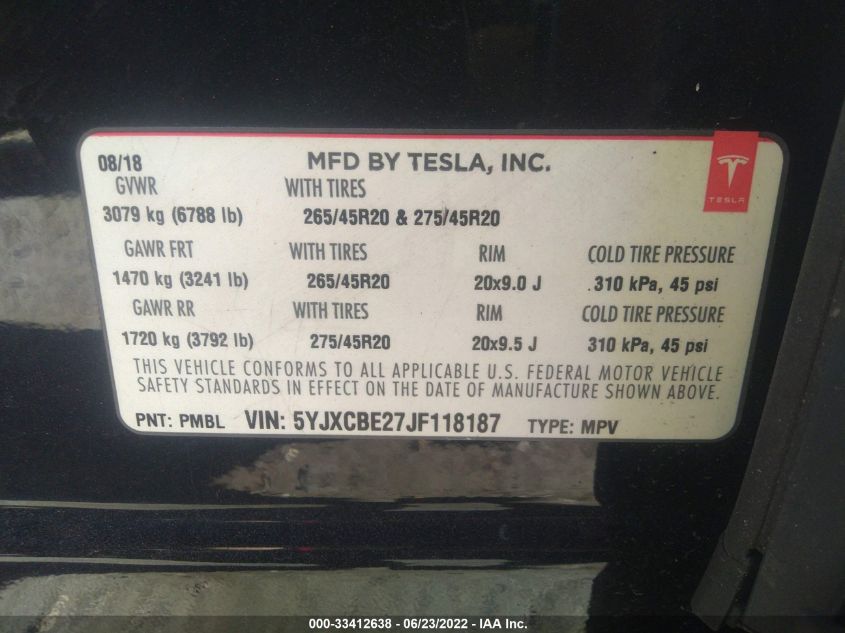 08/18 MFD BY TESLA, INC.
GVWR WITH TIRES
3079 kg (6788 lb) 265/45R20 & 275/45R20
TESLA
GAWR FRT WITH TIRES RIM COLD TIRE PRESSURE
1470 kg (3241 lb) 265/45R20 20x9.0 J 310 kPa, 45 psi
GAWR RR WITH TIRES RIM COLD TIRE PRESSURE
1720 kg (3792 lb) 275/45R20 20x9.5 J 310 kPa, 45 psi
THIS VEHICLE CONFORMS TO ALL APPLICABLE U.S. FEDERAL MOTOR VEHICLE
SAFETY STANDARDS IN EFFECT ON THE DATE OF MANUFACTURE SHOWN ABOVE.
PNT: PMBL VIN: 5YJXCBE27JF118187 TYPE: MPV
000-33412638 - 06/23/2022 - IAA Inc.